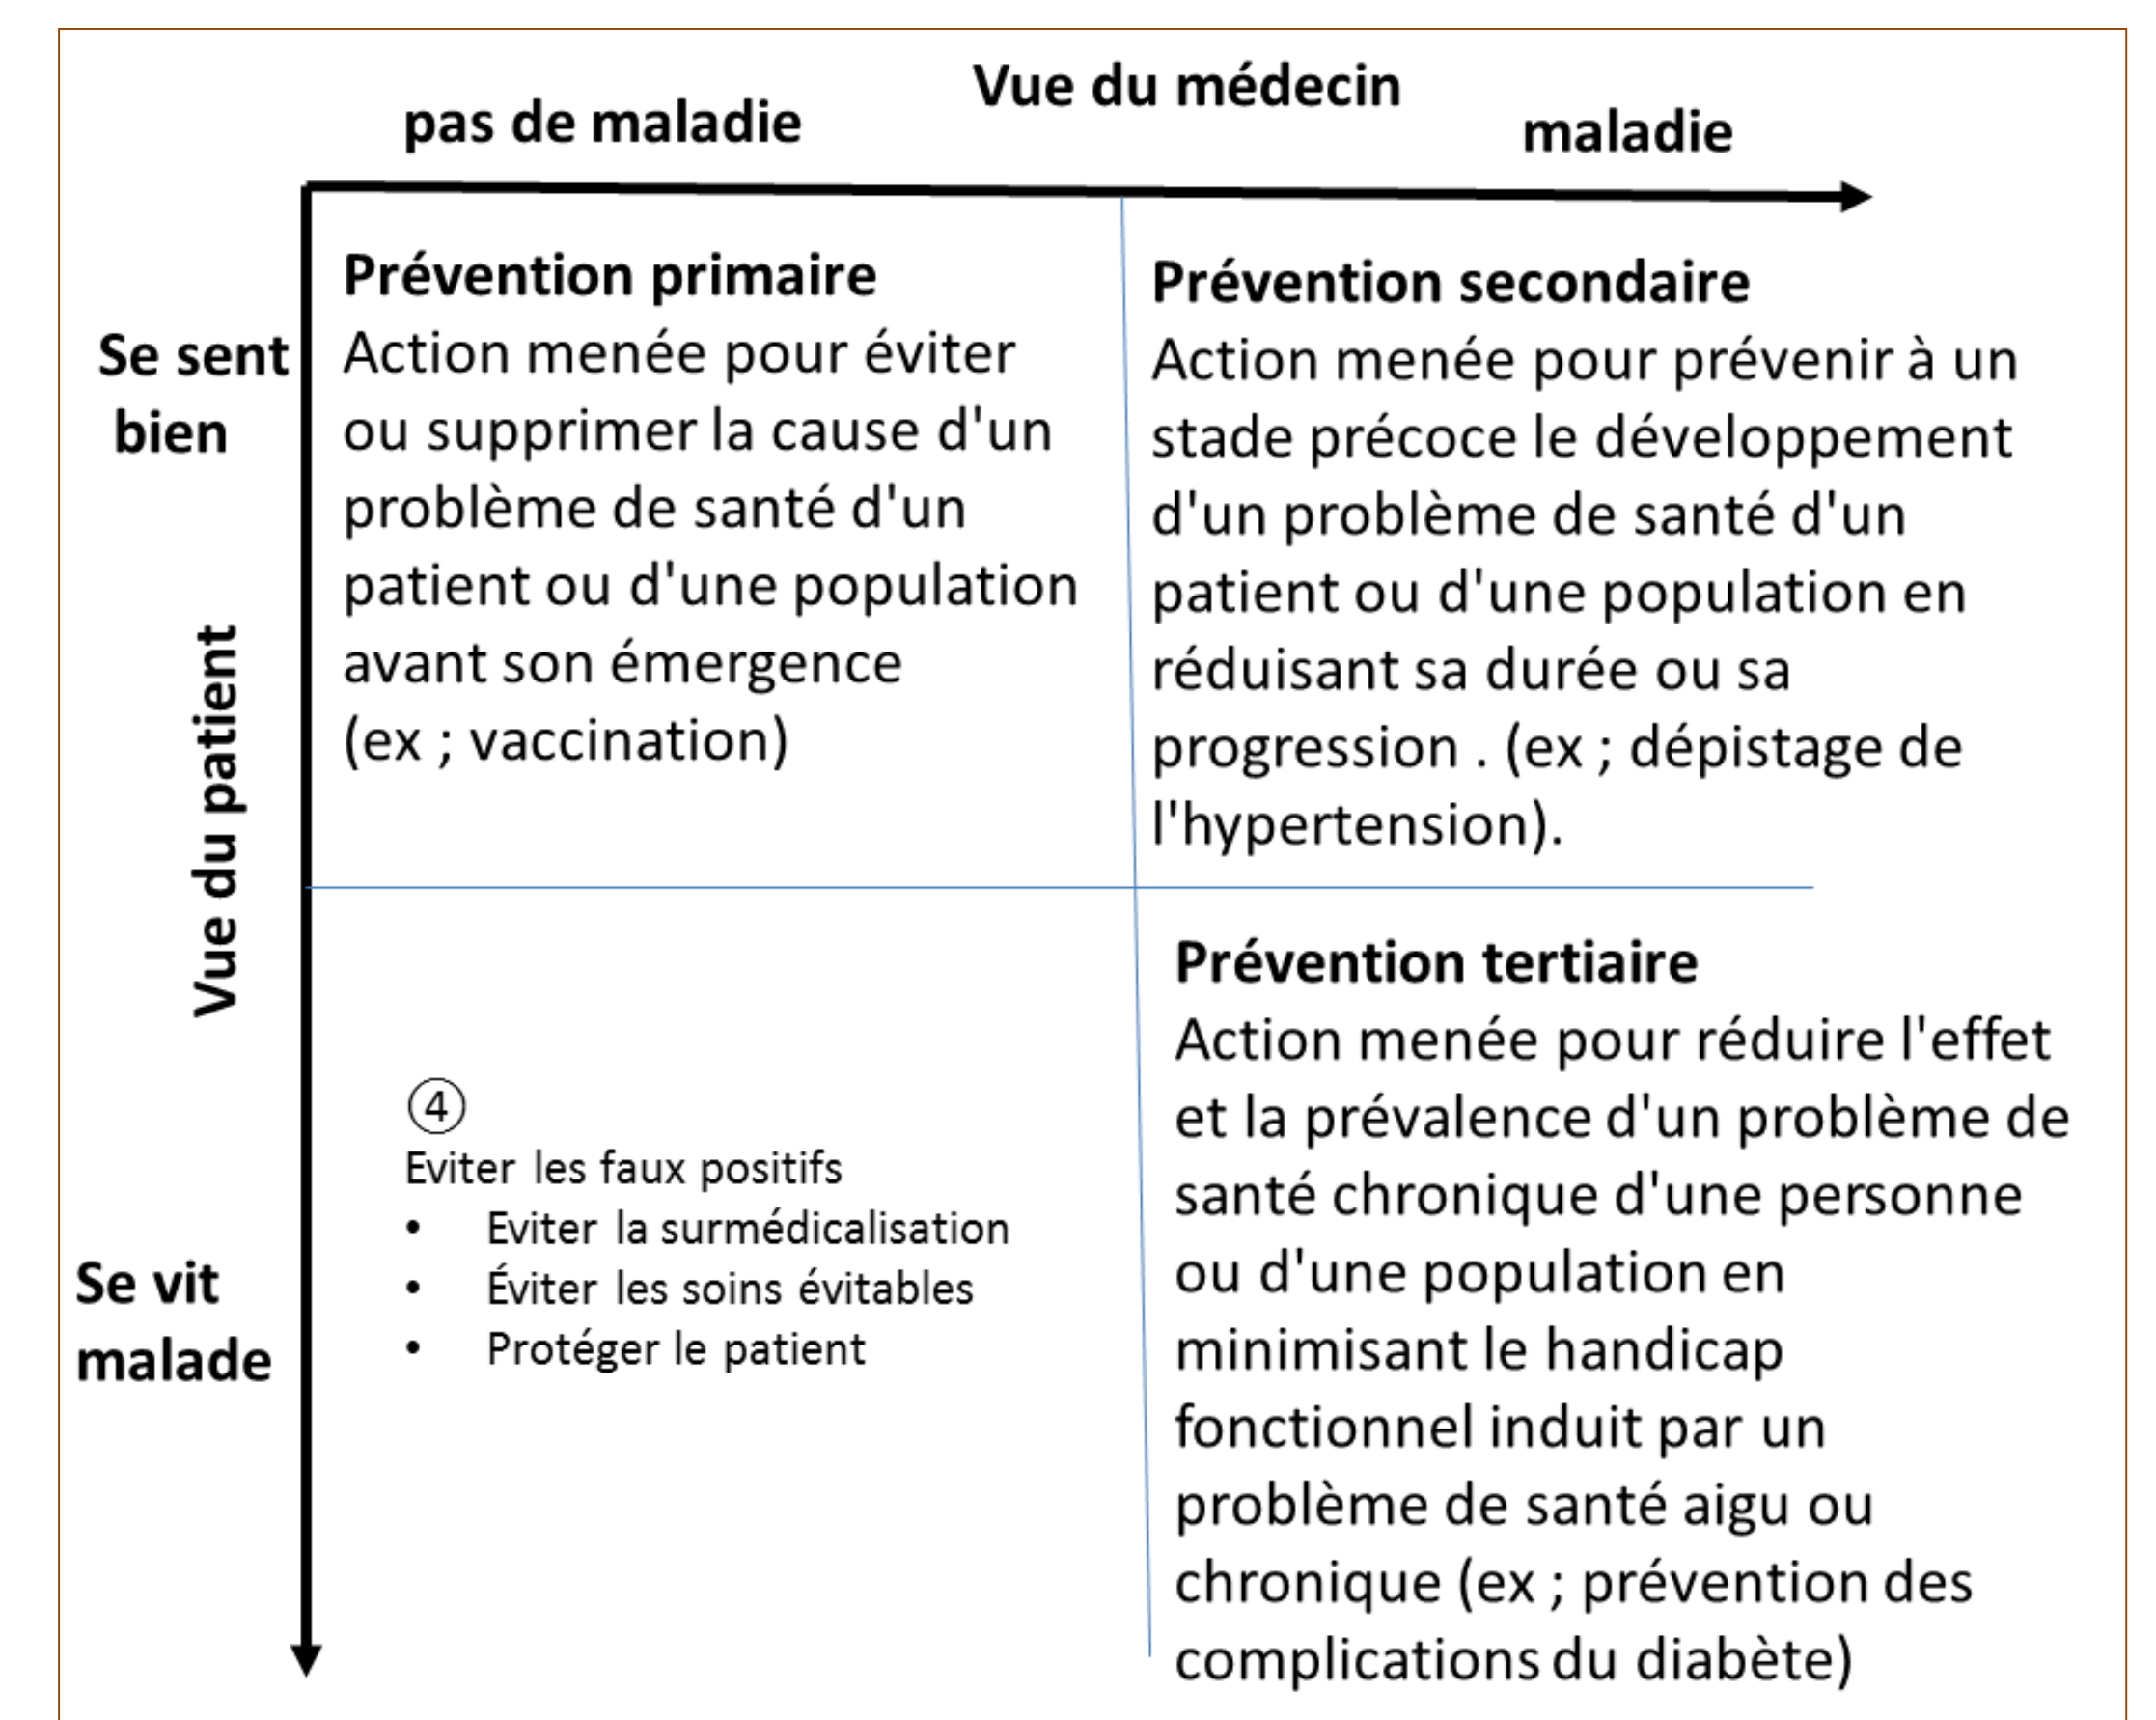 Vue du médecin
pas de maladie
maladie
Prévention primaire
Action menée pour éviter
ou supprimer la cause d'un
problème de santé d'un
patient ou d'une population
avant son émergence
(ex ; vaccination)
Prévention secondaire
Action menée pour prévenir à un
stade précoce le développement
d'un problème de santé d'un
patient ou d'une population en
réduisant sa durée ou sa
progression . (ex ; dépistage de
l'hypertension).
Se sent
bien
Vue du patient
Se vit
malade
④
Eviter les faux positifs
• Eviter la surmédicalisation
• Éviter les soins évitables
• Protéger le patient
Prévention tertiaire
Action menée pour réduire l'effet
et la prévalence d'un problème de
santé chronique d'une personne
ou d'une population en
minimisant le handicap
fonctionnel induit par un
problème de santé aigu ou
chronique (ex ; prévention des
complications du diabète)